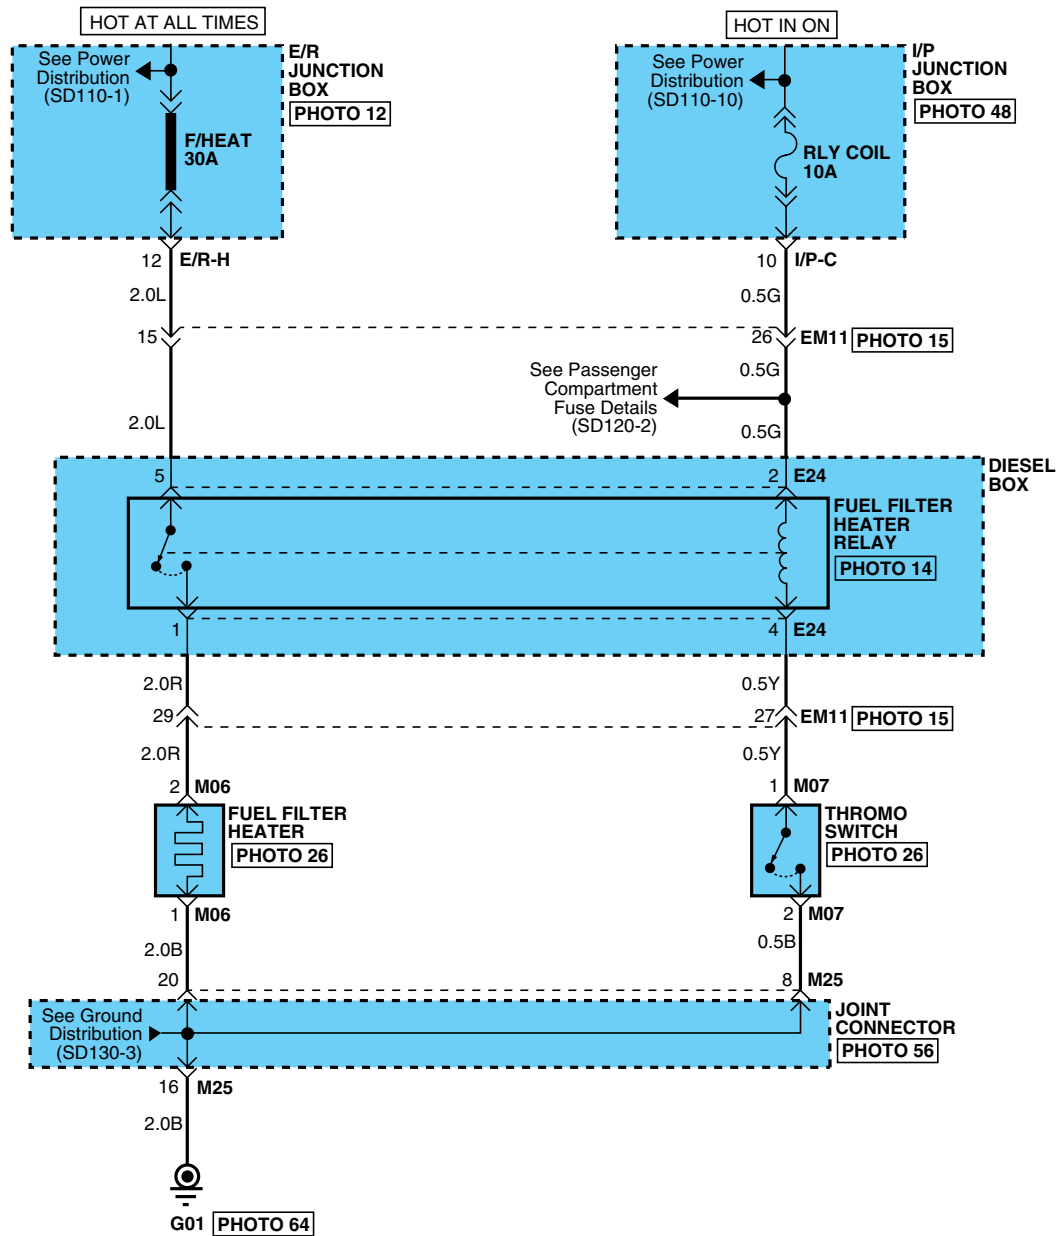 HOT AT ALL TIMES
HOT IN ON
See Power
Distribution
(SD110-1)
E/R
JUNCTION
BOX
PHOTO 12
F/HEAT
30A
See Power
Distribution
(SD110-10)
I/P
JUNCTION
BOX
PHOTO 48
RLY COIL
10A
12 E/R-H
10 I/P-C
2.0L
0.5G
15
26 EM11 PHOTO 15
0.5G
See Passenger
Compartment
Fuse Details
(SD120-2)
2.0L
0.5G
DIESEL
BOX
5
2 E24
FUEL FILTER
HEATER
RELAY
PHOTO 14
1
4 E24
2.0R
0.5Y
29
27 EM11 PHOTO 15
2.0R
0.5Y
2 M06
1 M07
FUEL FILTER
HEATER
PHOTO 26
THROMO
SWITCH
PHOTO 26
1 M06
2 M07
2.0B
0.5B
20
8 M25
See Ground
Distribution
(SD130-3)
JOINT
CONNECTOR
PHOTO 56
16 M25
2.0B
G01 PHOTO 64